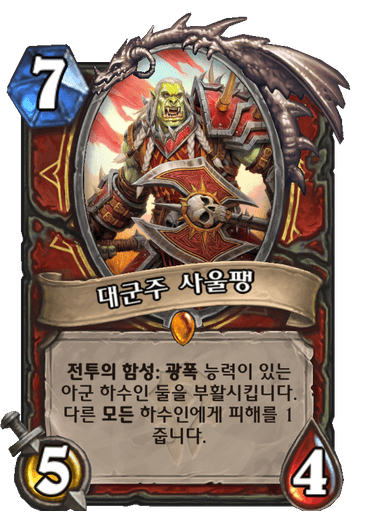 7
대군주 사울팽
전투의 함성: 광폭 능력이 있는
아군 하수인 둘을 부활시킵니다.
다른 모든 하수인에게 피해를 1
줍니다.
5
4